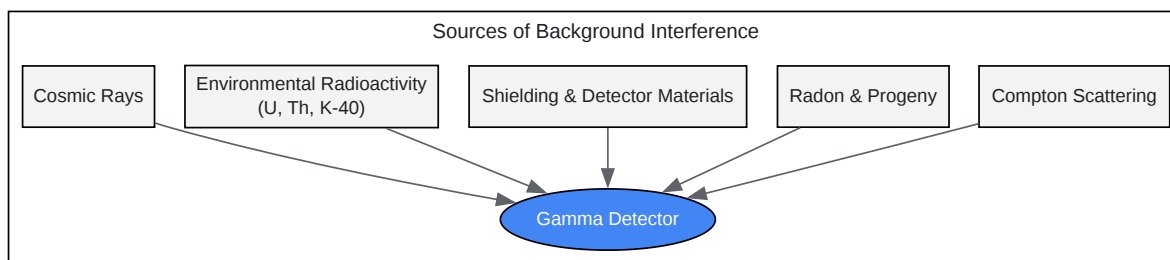 Sources of Background Interference
Cosmic Rays
Environmental Radioactivity
(U, Th, K-40)
Shielding & Detector Materials
Radon & Progeny
Compton Scattering
Gamma Detector